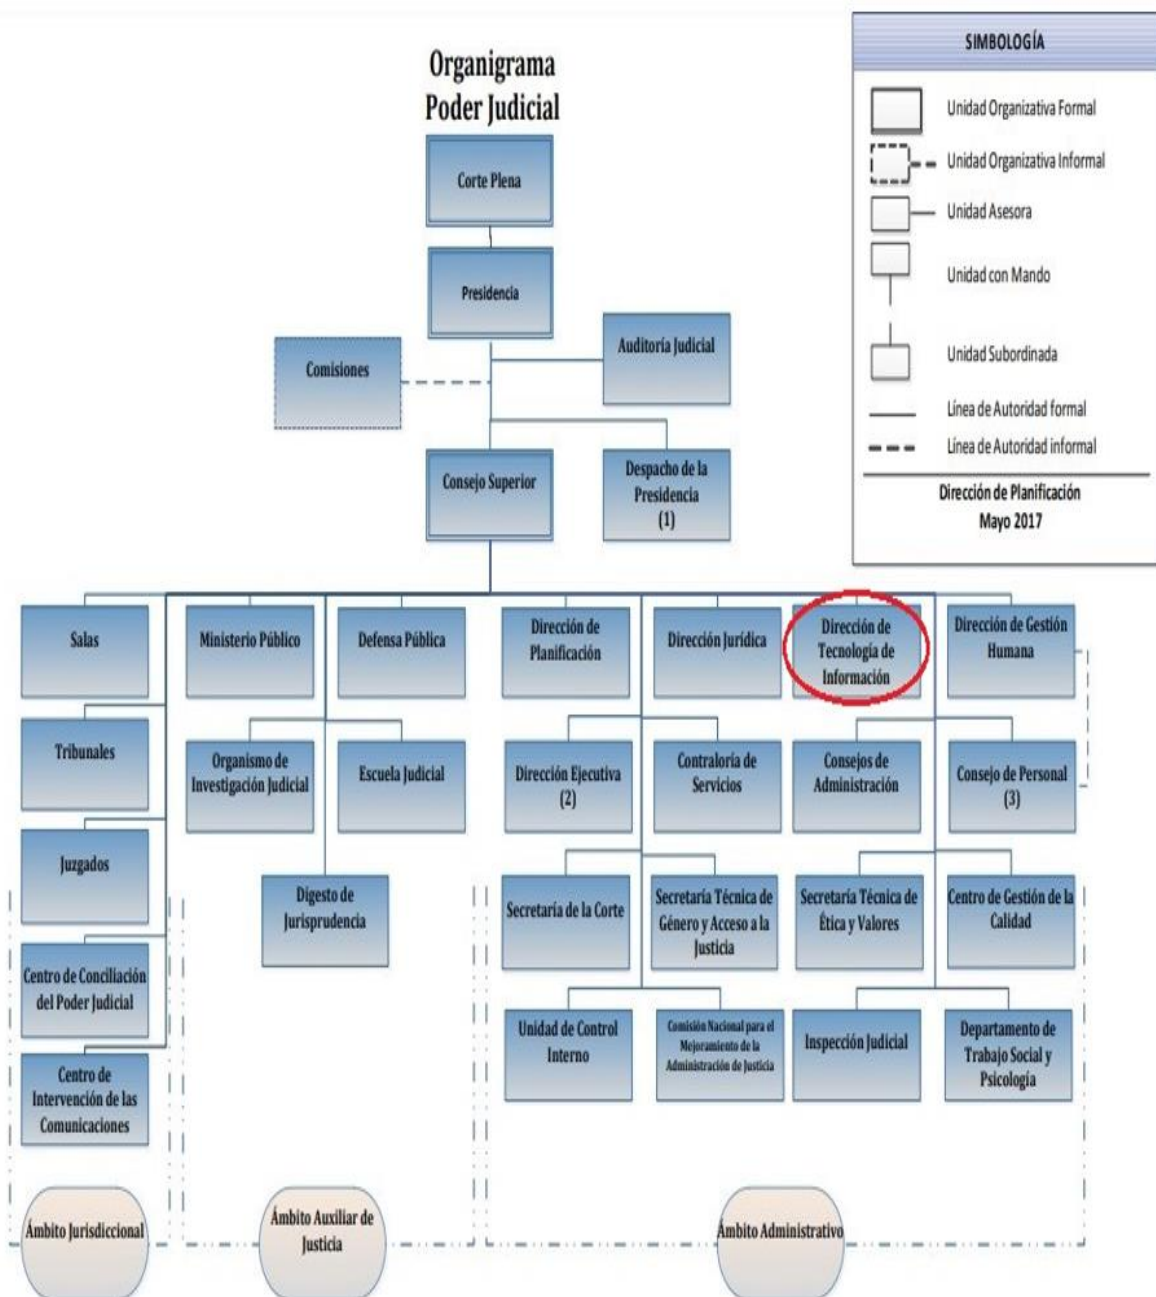 Organigrama
Poder Judicial
SIMBOLOGÍA
Unidad Organizativa Formal
Unidad Organizativa Informal
Unidad Asesora
Unidad con Mando
Unidad Subordinada
Línea de Autoridad formal
Línea de Autoridad informal
Dirección de Planificación
Mayo 2017
Corte Plena
Presidencia
Comisiones
Auditoría Judicial
Consejo Superior
Despacho de la
Presidencia
(1)
Salas
Ministerio Público
Defensa Pública
Dirección de
Planificación
Dirección Jurídica
Dirección de
Tecnología de
Información
Dirección de Gestión
Humana
Tribunales
Organismo de
Investigación Judicial
Escuela Judicial
Dirección Ejecutiva
(2)
Contraloría de
Servicios
Consejos de
Administración
Consejo de Personal
(3)
Juzgados
Digesto de
Jurisprudencia
Secretaría de la Corte
Secretaría Técnica de
Género y Acceso a la
Justicia
Secretaría Técnica de
Ética y Valores
Centro de Gestión de la
Calidad
Centro de Conciliación
del Poder Judicial
Unidad de Control
Interno
Comisión Nacional para el
Mejoramiento de la
Administración de Justicia
Inspección Judicial
Departamento de
Trabajo Social y
Psicología
Centro de
Intervención de las
Comunicaciones
Ámbito Jurisdiccional
Ámbito Auxiliar de
Justicia
Ámbito Administrativo